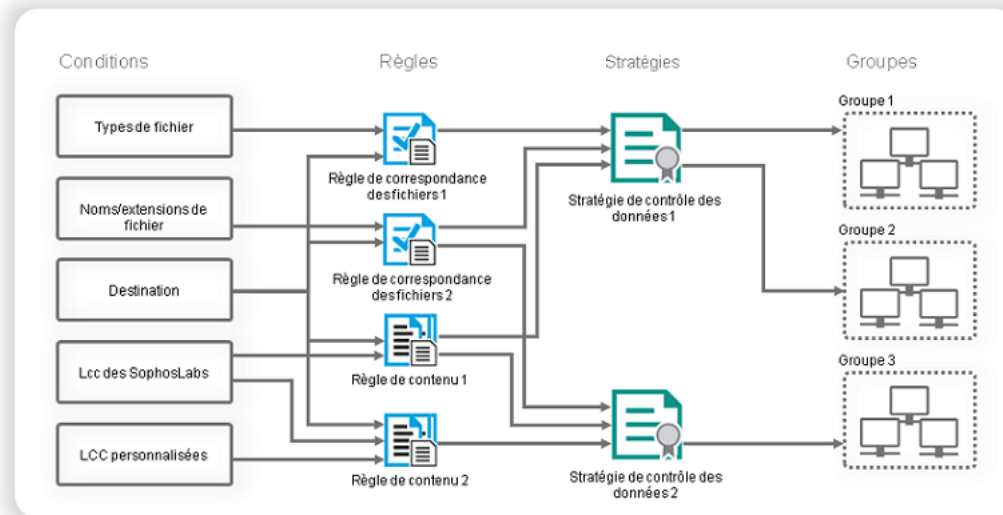 Conditions
Règles
Stratégies
Groupes
Types de fichier
Noms/extensions de
fichier
Destination
Lcc des SophosLabs
LCC personnalisées
Règle de correspondance
des fichiers 1
Règle de correspondance
des fichiers 2
Règle de contenu 1
Règle de contenu 2
Stratégie de contrôle des
données 1
Stratégie de contrôle des
données 2
Groupe 1
Groupe 2
Groupe 3